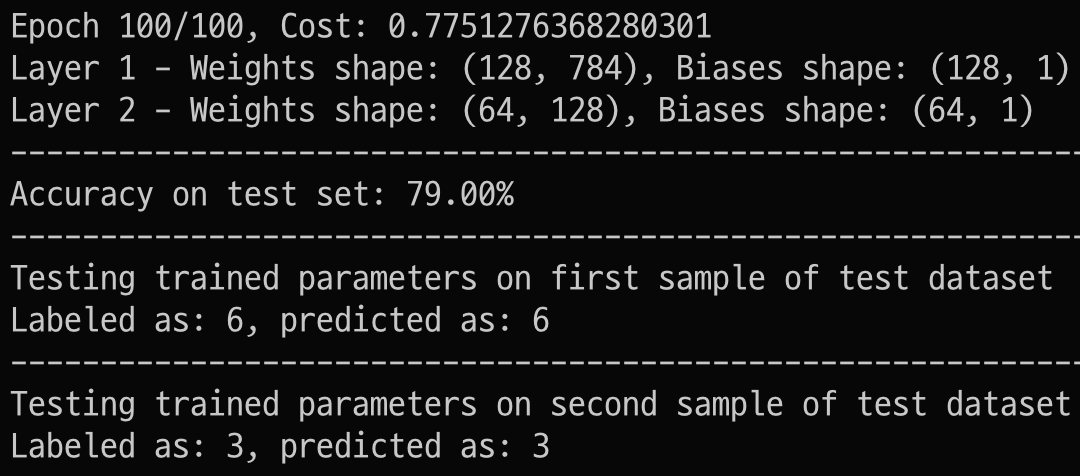 Epoch 100/100, Cost: 0.7751276368280301
Layer 1 – Weights shape: (128, 784), Biases shape: (128, 1)
Layer 2 – Weights shape: (64, 128), Biases shape: (64, 1)
------------------------------------------------------------
Accuracy on test set: 79.00%
------------------------------------------------------------
Testing trained parameters on first sample of test dataset
Labeled as: 6, predicted as: 6
------------------------------------------------------------
Testing trained parameters on second sample of test dataset
Labeled as: 3, predicted as: 3